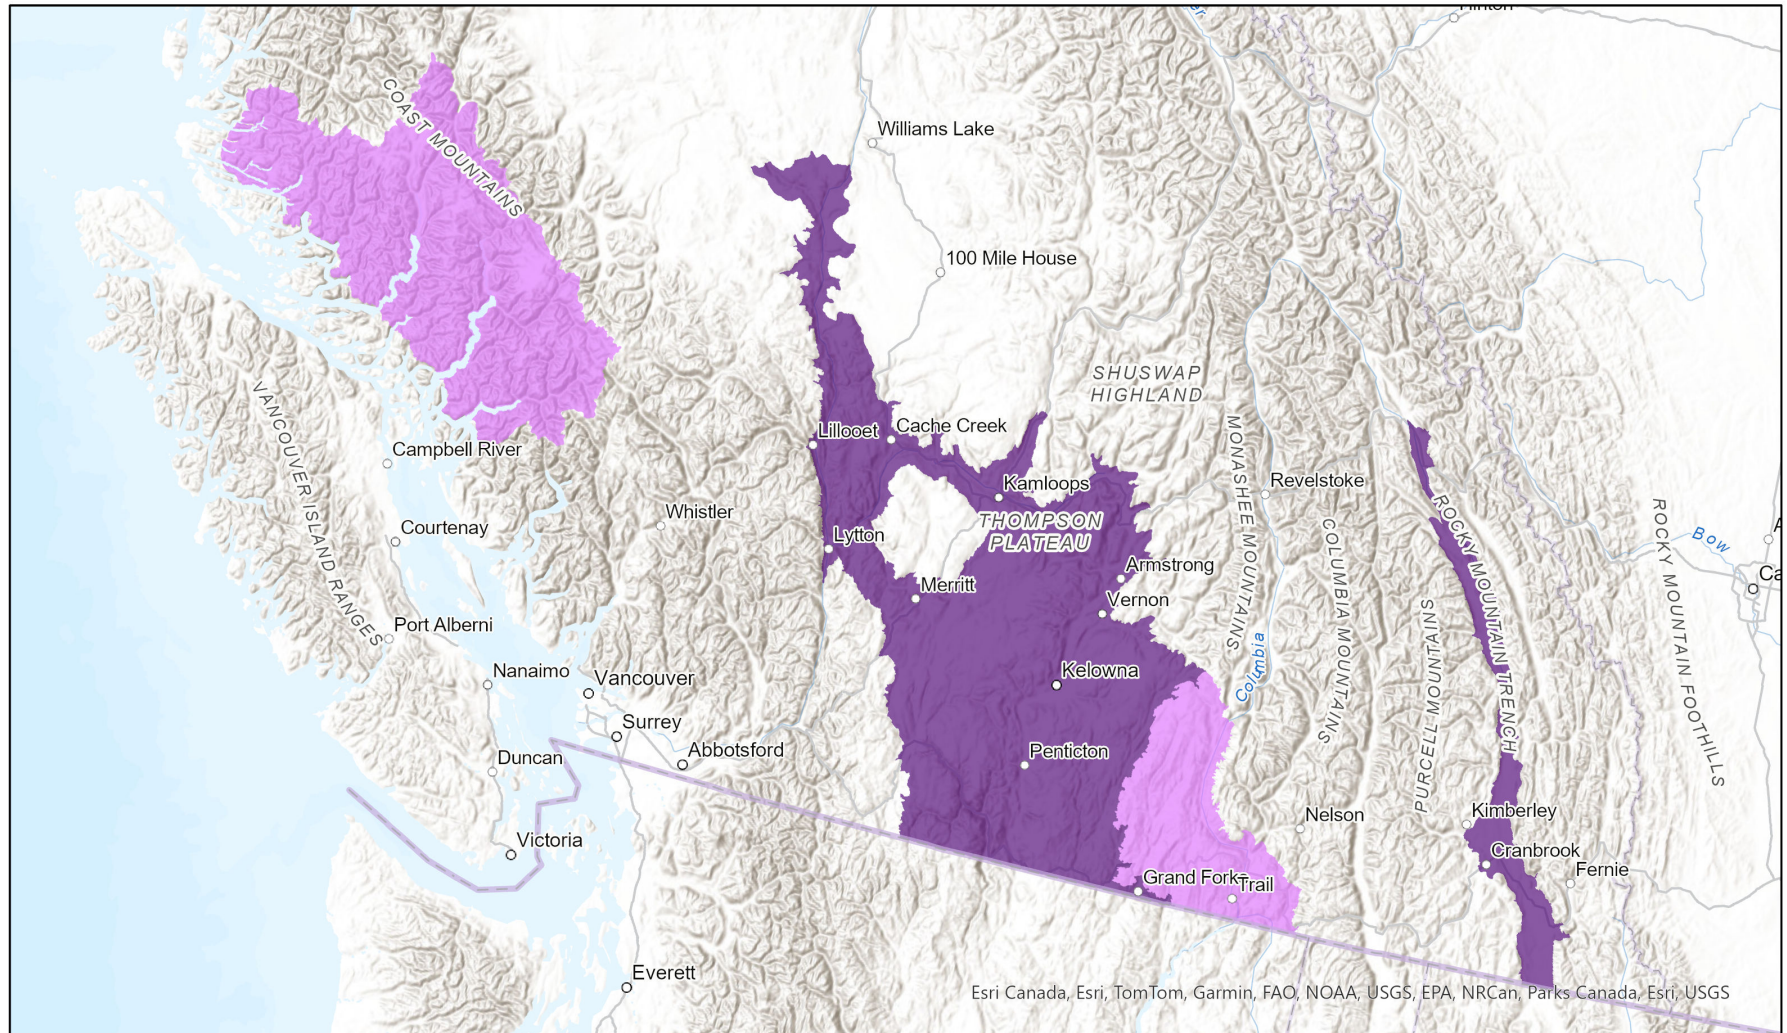 Hinton
COAST MOUNTAINS
Williams Lake
100 Mile House
SHUSWAP
HIGHLAND
VANCOUVER ISLAND RANGES
Campbell River
Lillooet
Cache Creek
MONASHEE MOUNTAINS
Revelstoke
Kamloops
Whistler
THOMPSON
PLATEAU
COLUMBIA MOUNTAINS
ROCKY MOUNTAIN TRENCH
ROCKY MOUNTAIN FOOTHILLS
Bow
Courtenay
Lytton
Armstrong
Merritt
Vernon
Ca
Port Alberni
PURCELL MOUNTAINS
Columbia
Nanaimo
Vancouver
Kelowna
Surrey
Abbotsford
Penticton
Duncan
Kimberley
Nelson
Victoria
Cranbrook
Fernie
Grand Fork
Trail
Everett
Esri Canada, Esri, TomTom, Garmin, FAO, NOAA, USGS, EPA, NRCan, Parks Canada, Esri, USGS